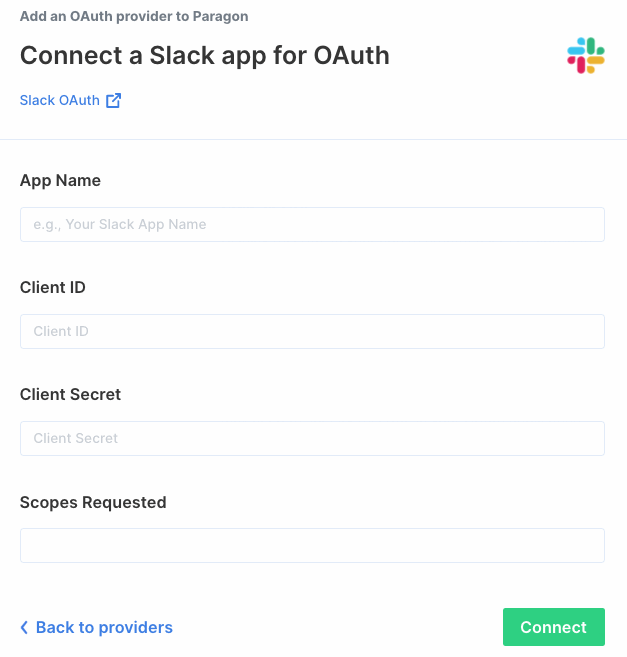 Add an OAuth provider to Paragon
Connect a Slack app for OAuth
Slack OAuth
App Name
e.g., Your Slack App Name
Client ID
Client ID
Client Secret
Client Secret
Scopes Requested
Back to providers
Connect